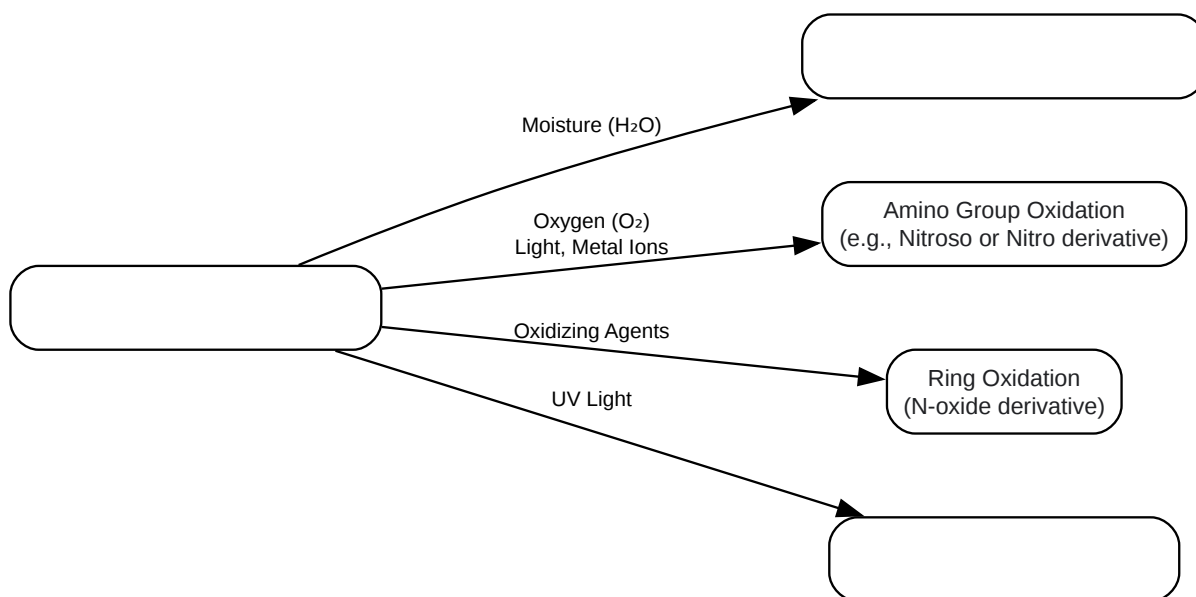 Moisture (H₂O)
Oxygen (O₂)
Light, Metal Ions
Amino Group Oxidation
(e.g., Nitroso or Nitro derivative)
Oxidizing Agents
Ring Oxidation
(N-oxide derivative)
UV Light